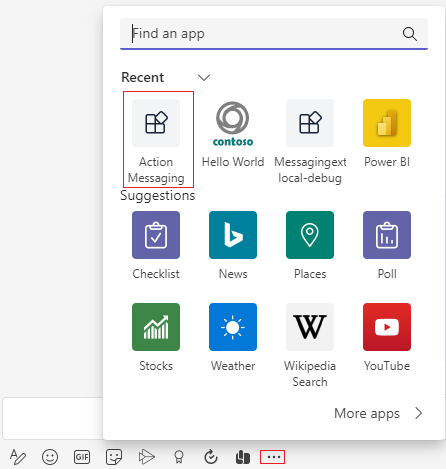 Find an app
Recent
contoso
Action
Messaging
Hello World
Messagingext
local-debug
Power BI
Suggestions
b
Checklist
News
Places
Poll
W
Stocks
Weather
Wikipedia
Search
YouTube
More apps
A
GIF